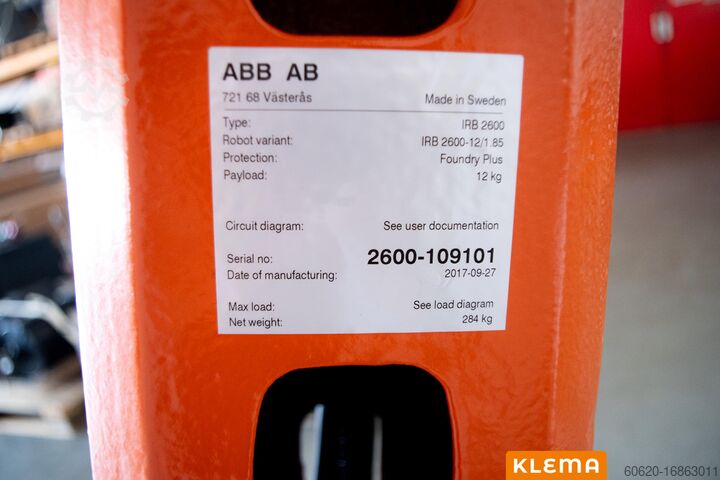 ABB AB
721 68 Västerås Made in Sweden
Type: IRB 2600
Robot variant: IRB 2600-12/1.85
Protection: Foundry Plus
Payload: 12 kg
Circuit diagram: See user documentation
Serial no: 2600-109101
Date of manufacturing: 2017-09-27
Max load: See load diagram
Net weight: 284 kg
KLEMA
60620-16863011